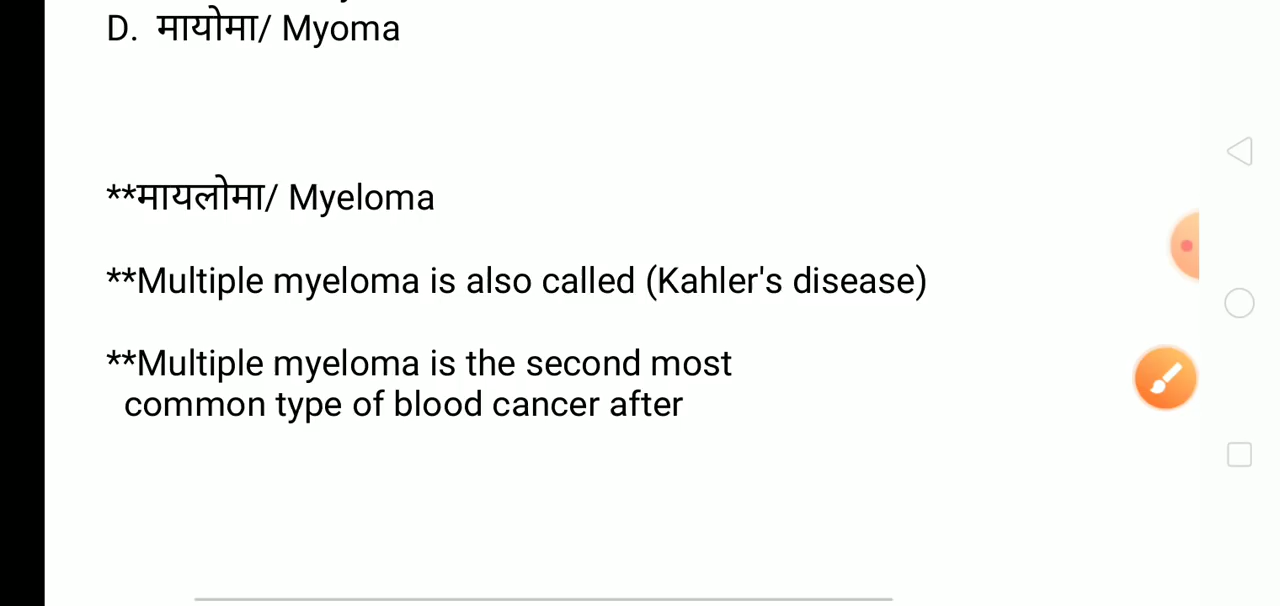 D. मायोमा/ Myoma
**मायलोमा/ Myeloma
**Multiple myeloma is also called (Kahler's disease)
**Multiple myeloma is the second most
common type of blood cancer after